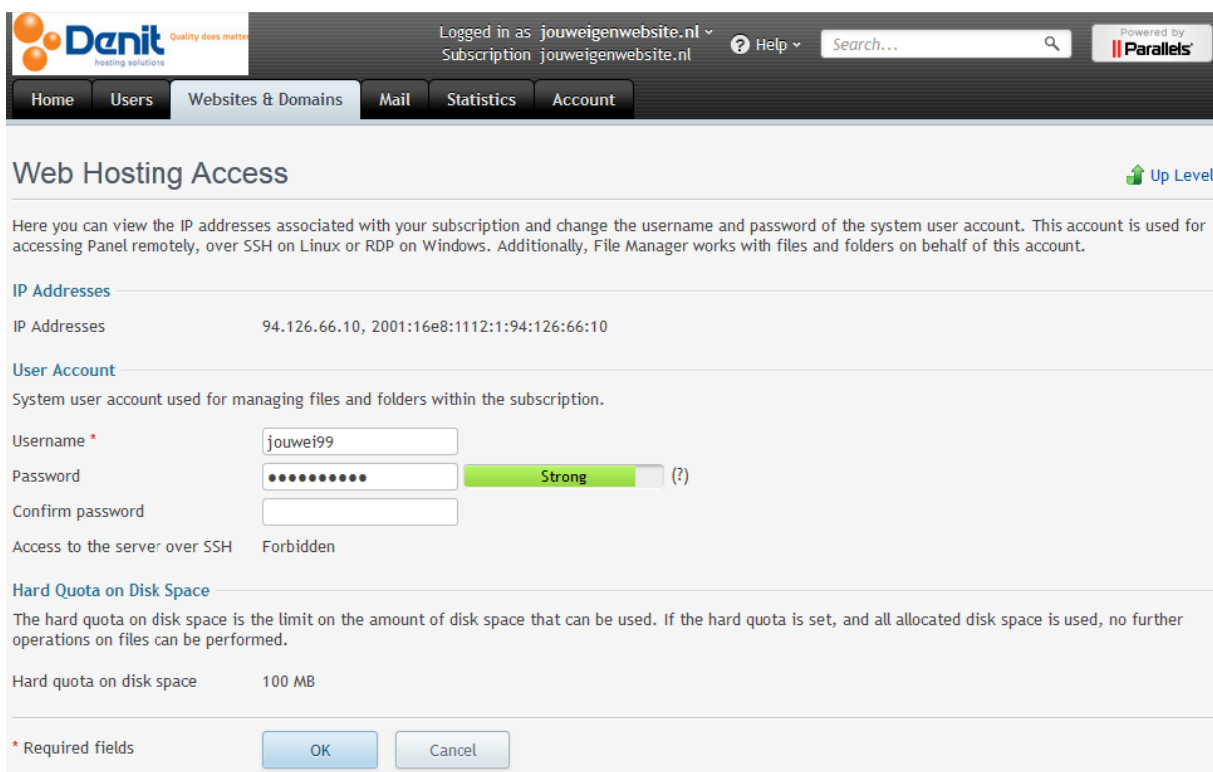 Denit
Quality does matter
hosting solutions
Logged in as jouweigenwebsite.nl
Subscription jouweigenwebsite.nl
Help
Search...
Powered by
Parallels
Home Users Websites & Domains Mail Statistics Account
Web Hosting Access
Up Level
Here you can view the IP addresses associated with your subscription and change the username and password of the system user account. This account is used for
accessing Panel remotely, over SSH on Linux or RDP on Windows. Additionally, File Manager works with files and folders on behalf of this account.
IP Addresses
IP Addresses 94.126.66.10, 2001:16e8:1112:1:94:126:66:10
User Account
System user account used for managing files and folders within the subscription.
Username * jouwei99
Password •••••••••• Strong (?)
Confirm password
Access to the server over SSH Forbidden
Hard Quota on Disk Space
The hard quota on disk space is the limit on the amount of disk space that can be used. If the hard quota is set, and all allocated disk space is used, no further
operations on files can be performed.
Hard quota on disk space 100 MB
* Required fields OK Cancel